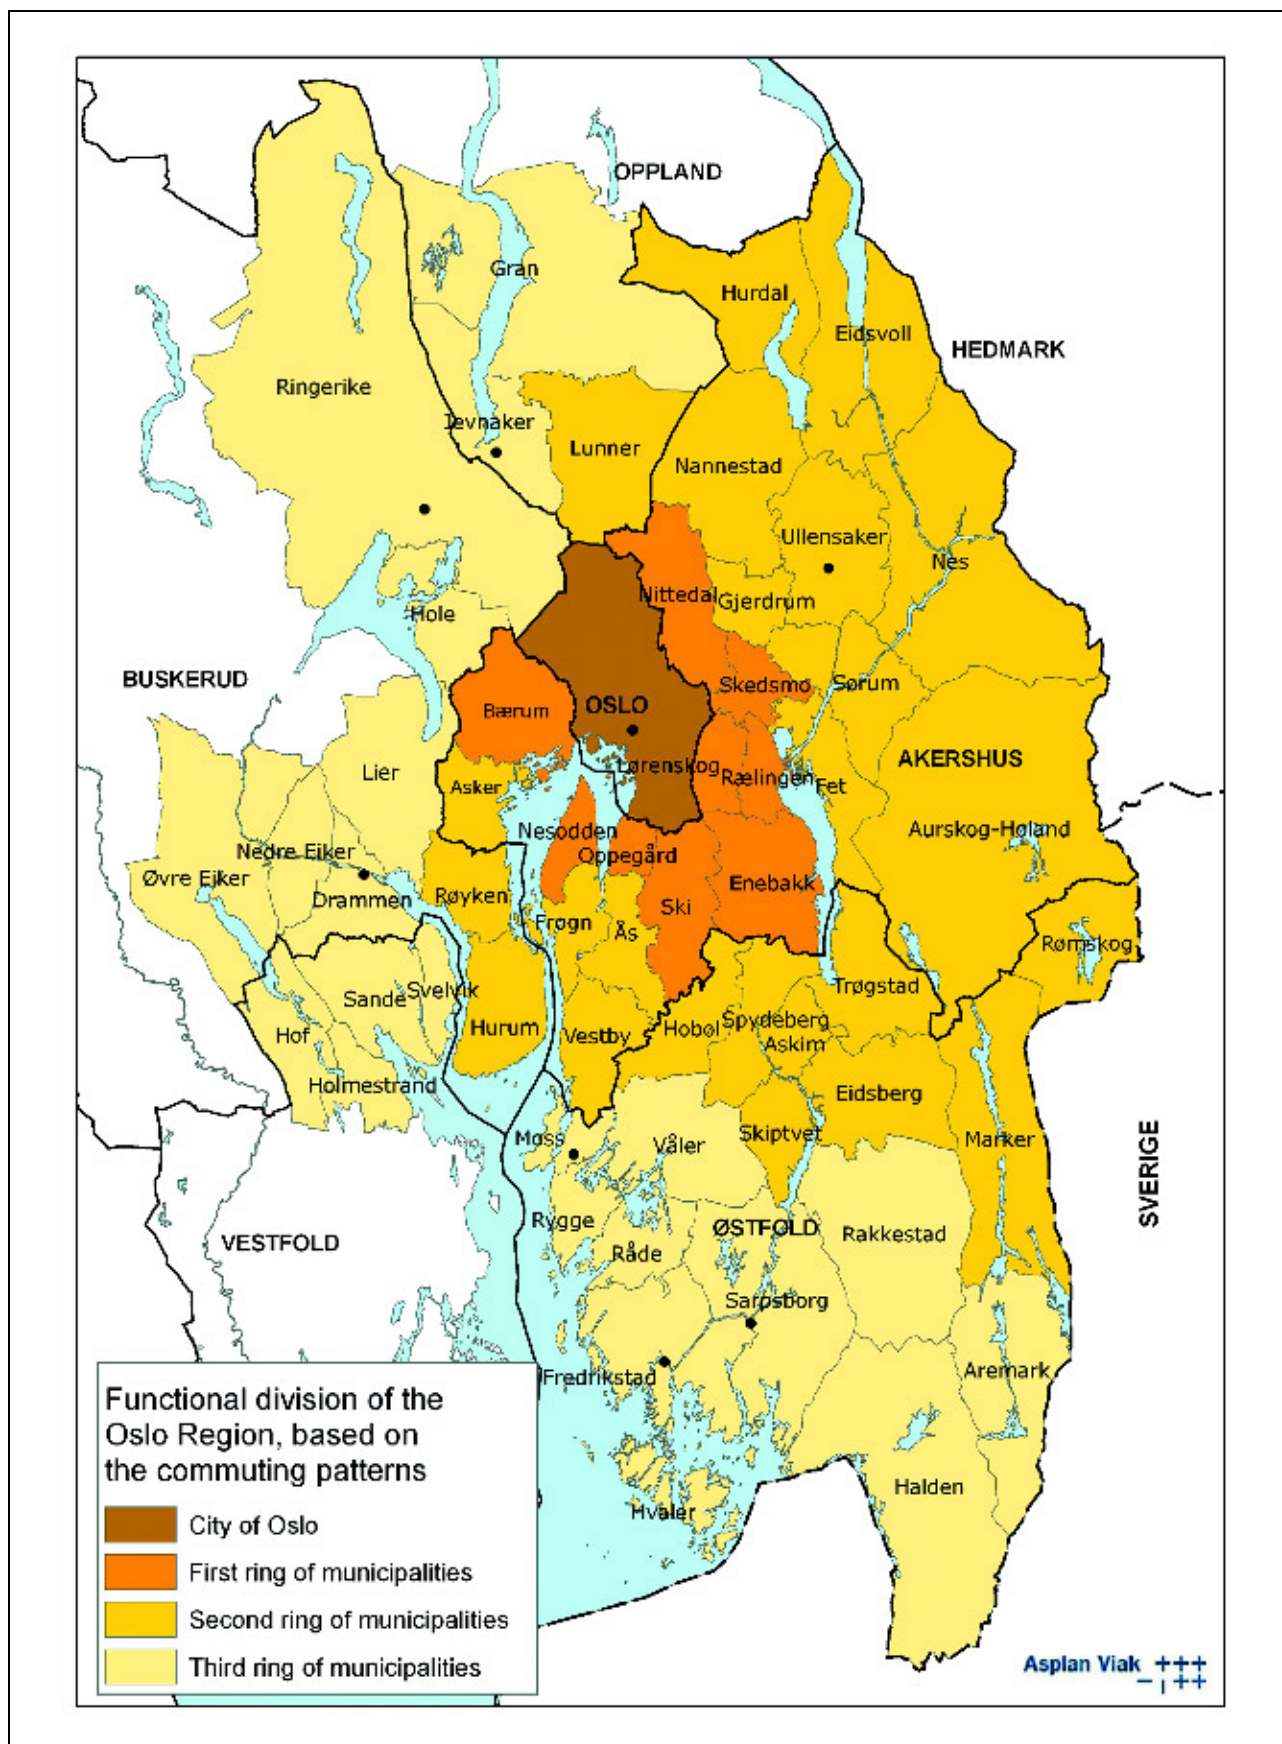 OPPLAND
Gran
Hurdal
Eidsvoll
HEDMARK
Ringerike
Jevnaker
Lunner
Nannestad
Ullensaker
Nes
Nittedal
Gjerdrum
Hole
BUSKERUD
Skedsmo
Sørum
Bærum
OSLO
Lier
Lørenskog
Rælingen
AKERSHUS
Asker
Fet
Nesodden
Aurskog-Høland
Nedre Eiker
Oppegård
Øvre Eiker
Drammen
Røyken
Enebakk
Ski
Frogn
Ås
Rømskog
Sande
Svelvik
Trøgstad
Hof
Hurum
Vestby
Hobøl
Spydeberg
Askim
Holmestrand
Eidsberg
Moss
Våler
Skiptvet
Marker
SVERIGE
VESTFOLD
Rygge
Råde
ØSTFOLD
Rakkestad
Sarpsborg
Fredrikstad
Aremark
Halden
Hvaler
Functional division of the
Oslo Region, based on
the commuting patterns
City of Oslo
First ring of municipalities
Second ring of municipalities
Third ring of municipalities
Asplan Viak